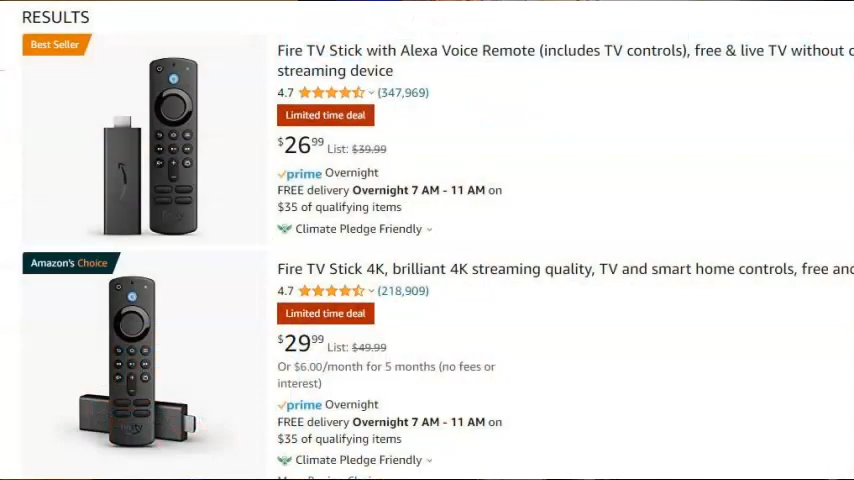 RESULTS
Best Seller
Fire TV Stick with Alexa Voice Remote (includes TV controls), free & live TV without
streaming device
4.7 (347,969)
Limited time deal
$26.99 List: $39.99
prime Overnight
FREE delivery Overnight 7 AM - 11 AM on
$35 of qualifying items
Climate Pledge Friendly
Amazon's Choice
Fire TV Stick 4K, brilliant 4K streaming quality, TV and smart home controls, free and
4.7 (218,909)
Limited time deal
$29.99 List: $49.99
Or $6.00/month for 5 months (no fees or
interest)
prime Overnight
FREE delivery Overnight 7 AM - 11 AM on
$35 of qualifying items
Climate Pledge Friendly